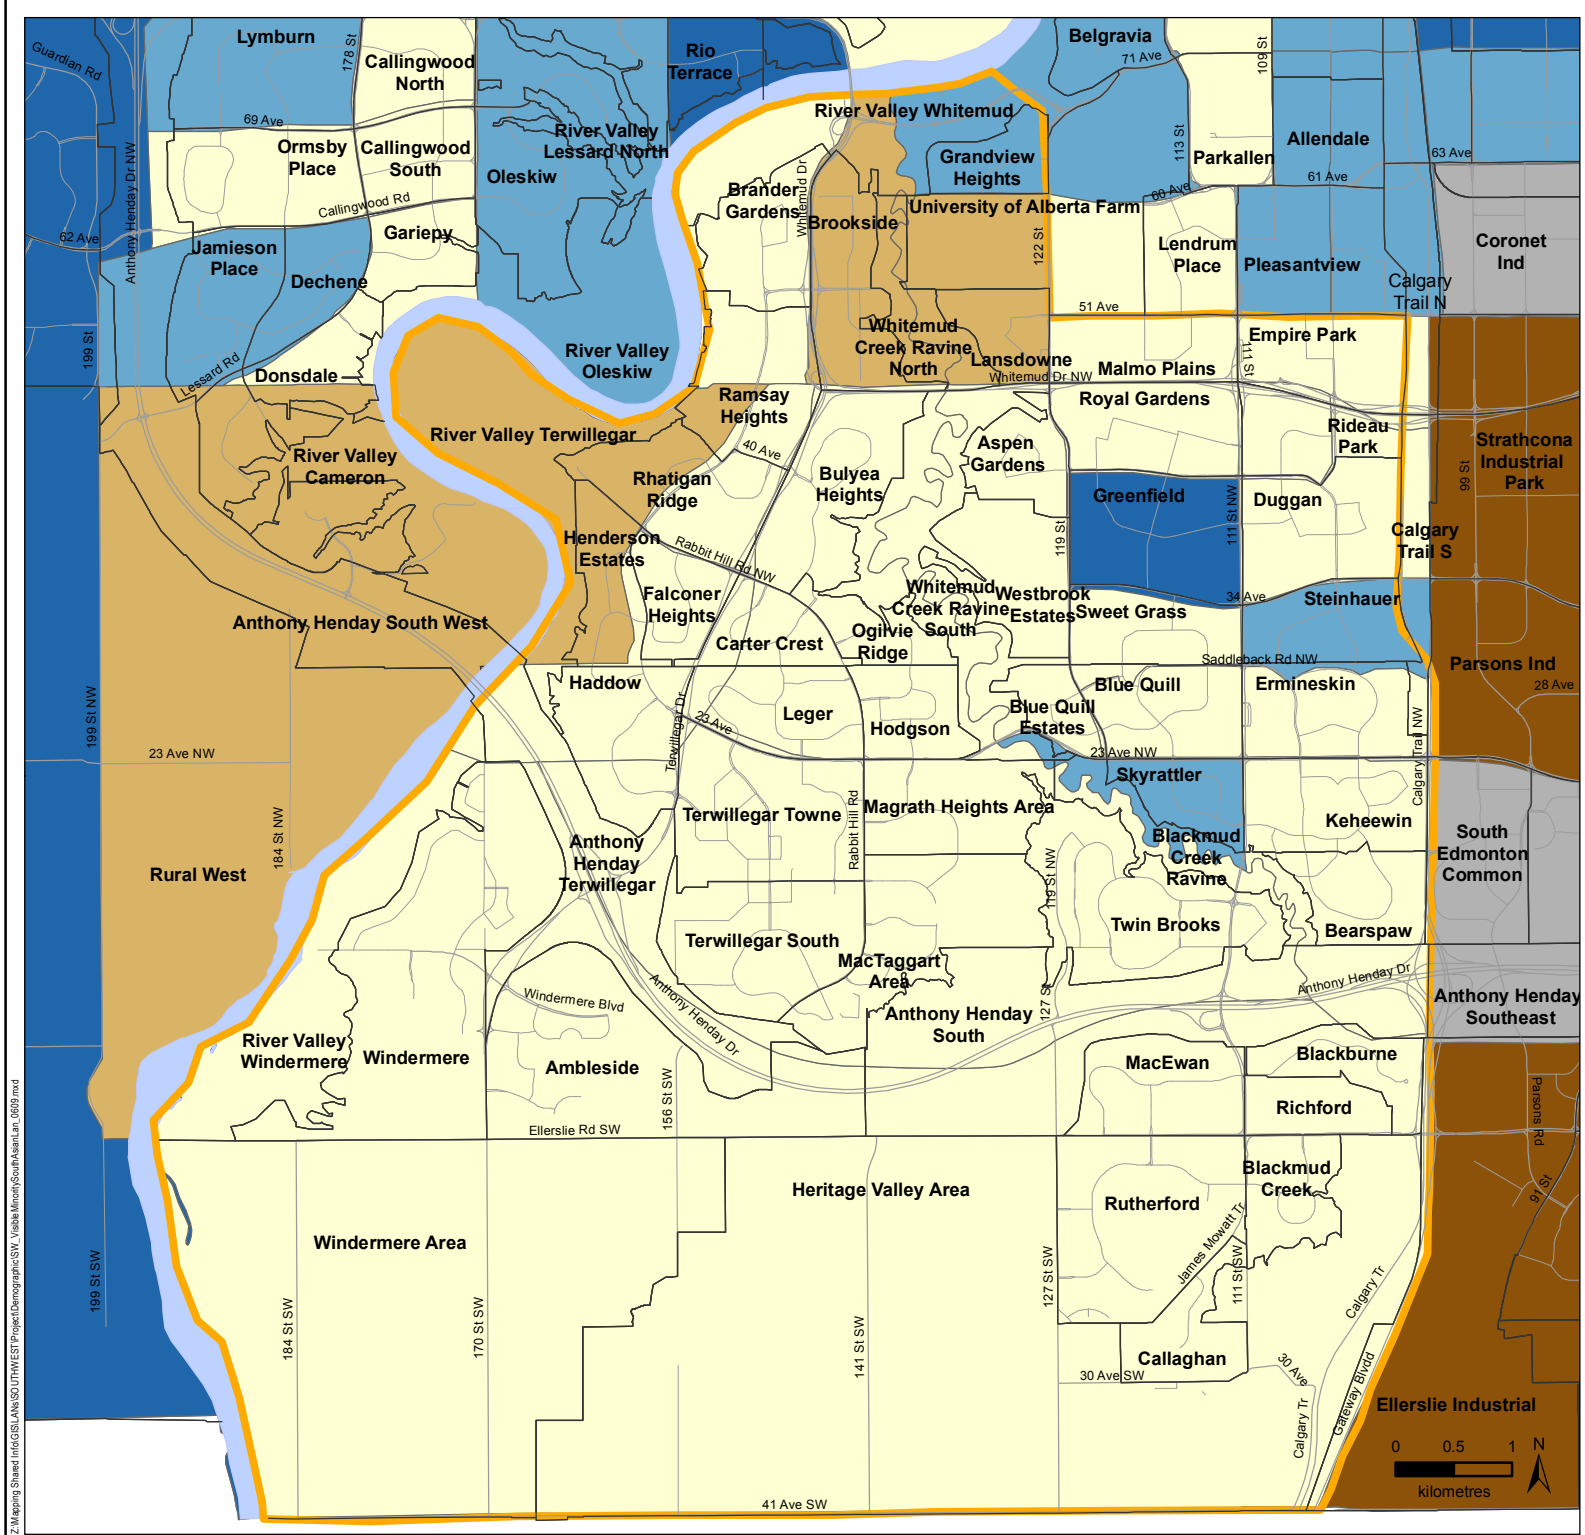 Lymburn
178 St
Callingwood
North
Rio
Terrace
Belgravia
71 Ave
109 St
Guardian Rd
69 Ave
Ormsby
Place
Callingwood
South
River Valley
Lessard North
Oleskiw
River Valley Whitemud
Grandview
Heights
113 St
Parkallen
Allendale
63 Ave
61 Ave
60 Ave
Anthony Henday Dr NW
Callingwood Rd
Brander
Gardens
Whitemud Dr
Brookside
University of Alberta Farm
62 Ave
Jamieson
Place
Gariepy
Dechene
122 St
Lendrum
Place
Pleasantview
Coronet
Ind
Calgary
Trail N
51 Ave
199 St
Lessard Rd
Donsdale
River Valley
Oleskiw
Whitemud
Creek Ravine
North
Lansdowne
Whitemud Dr NW
Malmo Plains
111 St
Empire Park
Ramsay
Heights
Royal Gardens
Rideau
Park
River Valley Terwillegar
River Valley
Cameron
40 Ave
Rhatigan
Ridge
Bulyea
Heights
Aspen
Gardens
Strathcona
Industrial
Park
99 St
Greenfield
111 St NW
Duggan
119 St
Calgary
Trail S
Henderson
Estates
Rabbit Hill Rd NW
Falconer
Heights
Whitemud
Creek Ravine
South
Westbrook
Estates
Sweet Grass
34 Ave
Steinhauer
Anthony Henday South West
Carter Crest
Ogilvie
Ridge
Saddleback Rd NW
Parsons Ind
28 Ave
199 St NW
Haddow
Terwillegar Dr
23 Ave
Leger
Hodgson
Blue Quill
Blue Quill
Estates
Ermineskin
Calgary Trail NW
23 Ave NW
23 Ave NW
Skyrattler
184 St NW
Rural West
Anthony
Henday
Terwillegar
Terwillegar Towne
Rabbit Hill Rd
Magrath Heights Area
119 St NW
Blackmud
Creek
Ravine
Keheewin
South
Edmonton
Common
Twin Brooks
Bearspaw
Terwillegar South
MacTaggart
Area
Anthony Henday Dr
Windermere Blvd
Anthony Henday Dr
127 St
Anthony Henday
South
Anthony Henday
Southeast
River Valley
Windermere
Windermere
Ambleside
156 St SW
MacEwan
Blackburne
Richford
Parsons Rd
Ellerslie Rd SW
Heritage Valley Area
Rutherford
Blackmud
Creek
91 St
Windermere Area
James Mowatt Tr
199 St SW
184 St SW
170 St SW
141 St SW
127 St SW
111 St SW
Calgary Tr
Callaghan
30 Ave SW
30 Ave
Gateway Blvdd
Calgary Tr
Ellerslie Industrial
0 0.5 1
kilometres
N
41 Ave SW
Z:\Mapping Shared Info\GIS\LANs\SOUTHWEST\Project\Demographic\SW_VisibleMinoritySouthAsianLan_0609.mxd